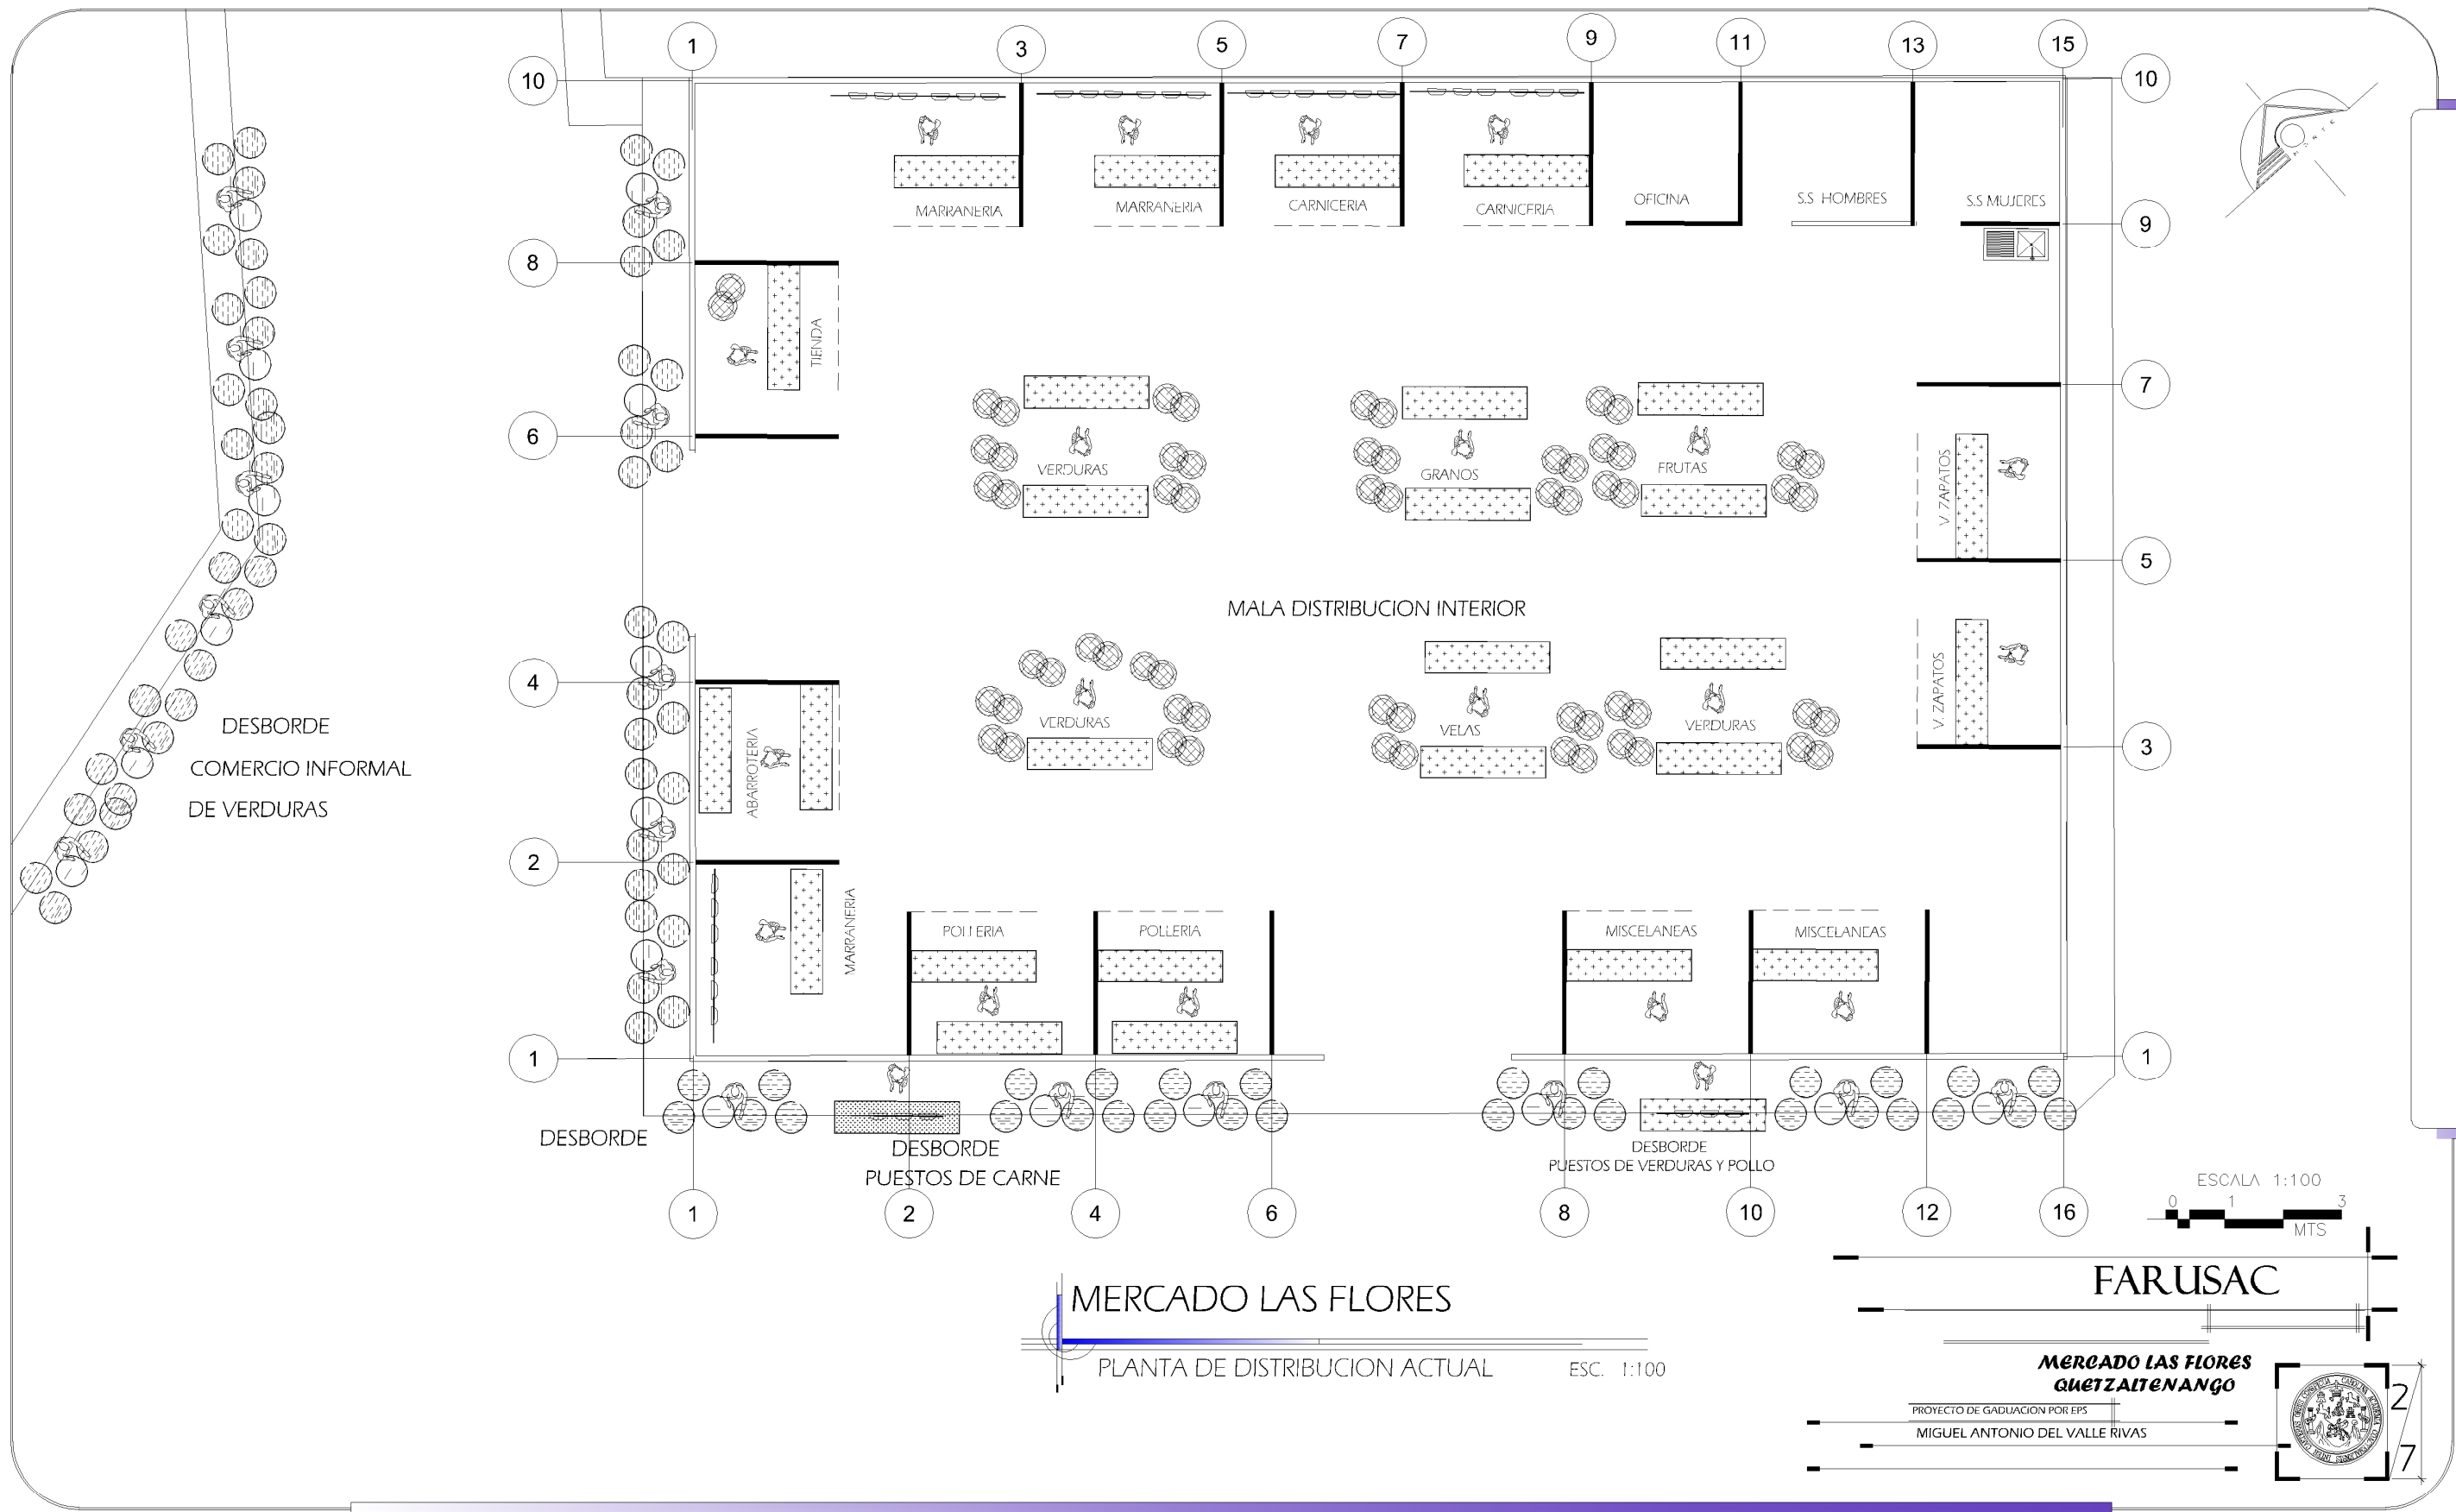 1
3
5
7
9
11
13
15
10
10
NORTE
MARRANERIA
MARRANERIA
CARNICERIA
CARNICERIA
OFICINA
S.S HOMBRES
S.S MUJERES
9
8
TIENDA
7
6
VERDURAS
GRANOS
FRUTAS
V. ZAPATOS
5
MALA DISTRIBUCION INTERIOR
4
V. ZAPATOS
VERDURAS
VELAS
VERDURAS
3
DESBORDE
COMERCIO INFORMAL
DE VERDURAS
ABARROTERIA
2
MARRANERIA
POLLERIA
POLLERIA
MISCELANEAS
MISCELANEAS
1
1
DESBORDE
DESBORDE
PUESTOS DE CARNE
DESBORDE
PUESTOS DE VERDURAS Y POLLO
1
2
4
6
8
10
12
16
ESCALA 1:100
0 1 3
MTS
FARUSAC
MERCADO LAS FLORES
PLANTA DE DISTRIBUCION ACTUAL ESC. 1:100
MERCADO LAS FLORES
QUETZALTENANGO
PROYECTO DE GADUACION POR EPS
MIGUEL ANTONIO DEL VALLE RIVAS
2
7